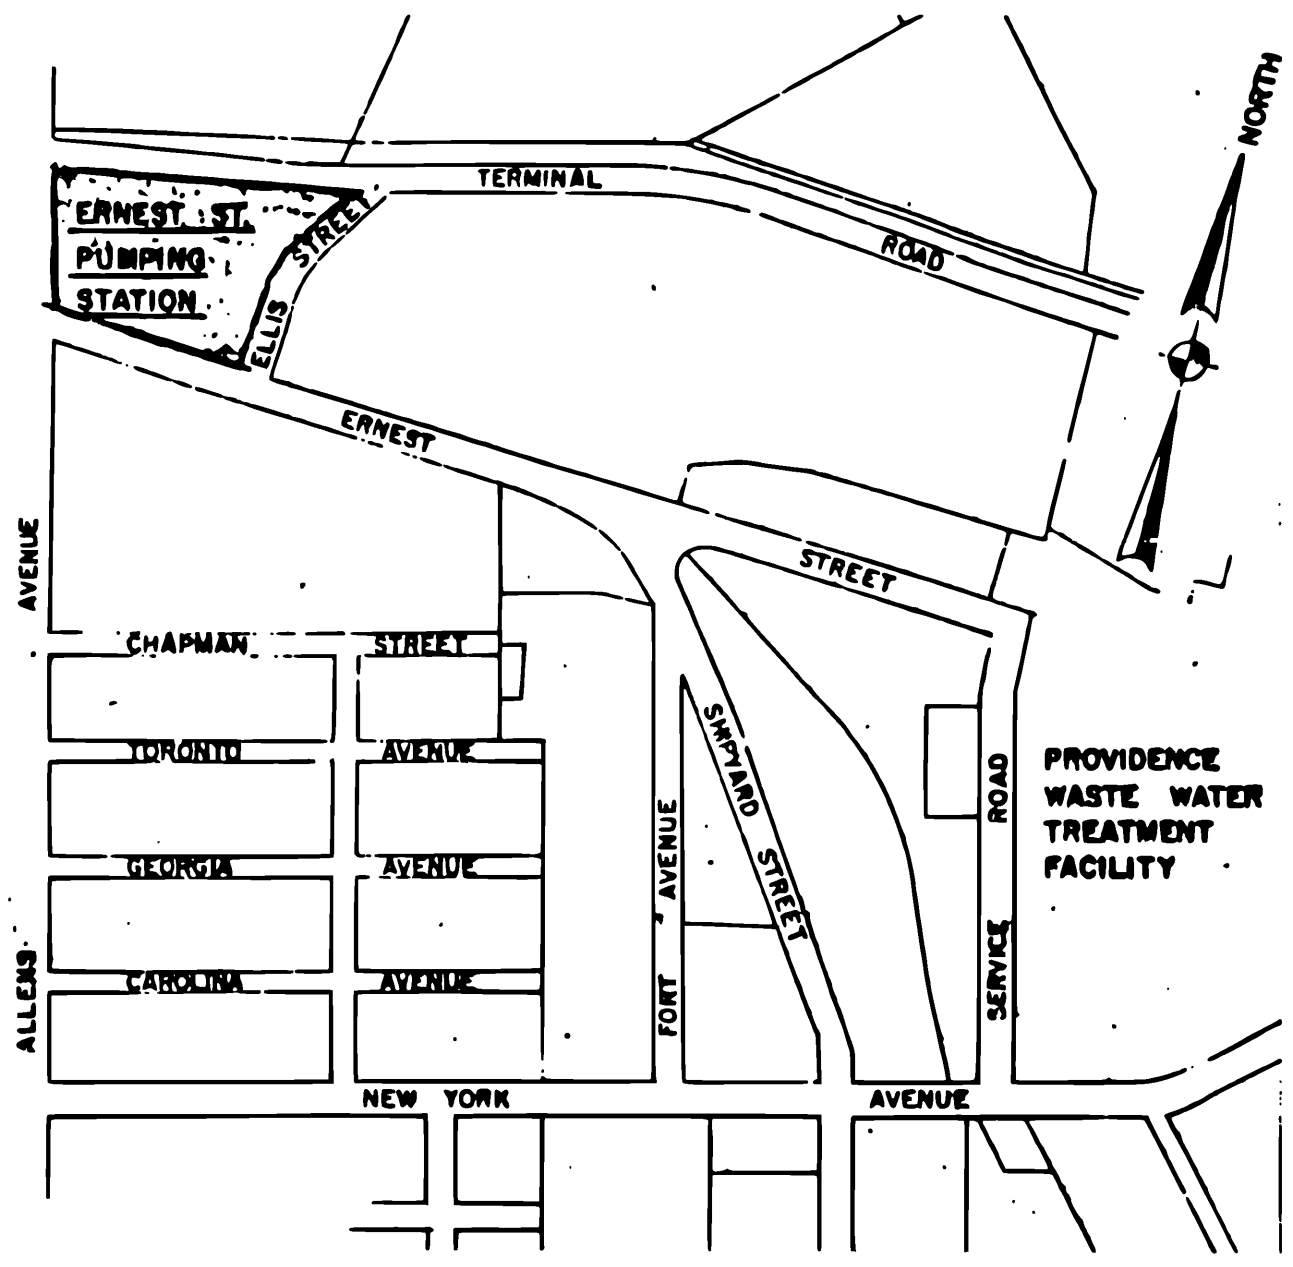 NORTH
TERMINAL
ROAD
ERNEST ST.
PUMPING
STATION
ELLIS STREET
ERNEST
STREET
AVENUE
CHAPMAN STREET
TORONTO AVENUE
SHIPYARD STREET
FORT AVENUE
SERVICE ROAD
PROVIDENCE
WASTE WATER
TREATMENT
FACILITY
GEORGIA AVENUE
ALLENS
CAROLINA AVENUE
NEW YORK AVENUE